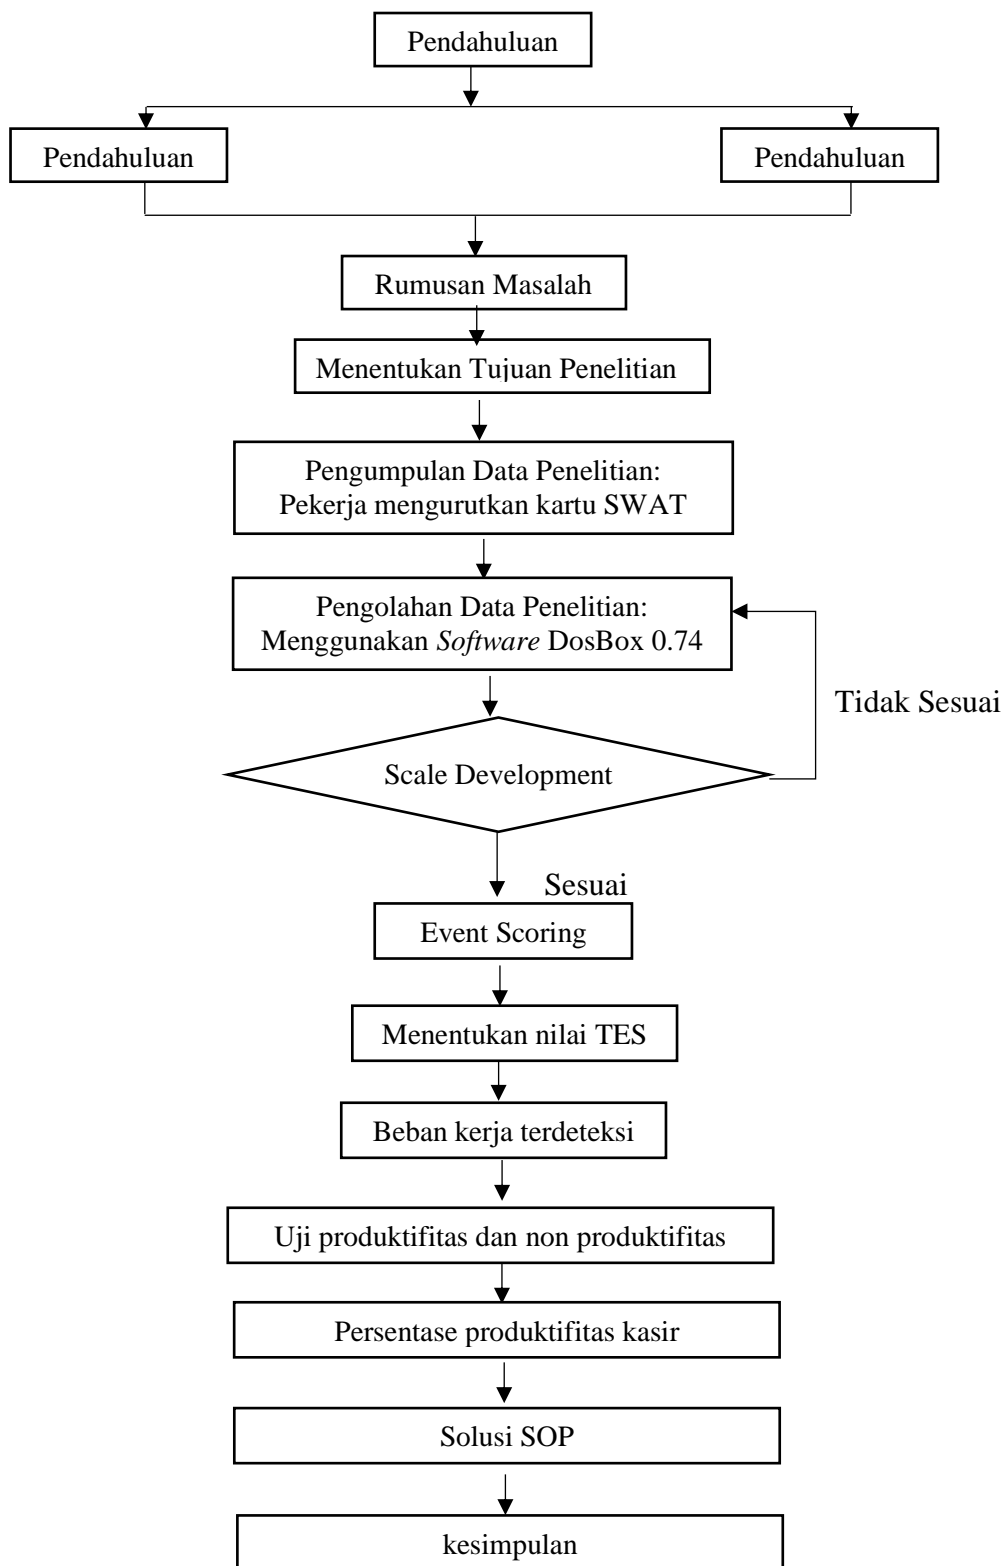 Pendahuluan
Pendahuluan
Pendahuluan
Rumusan Masalah
Menentukan Tujuan Penelitian
Pengumpulan Data Penelitian:
Pekerja mengurutkan kartu SWAT
Pengolahan Data Penelitian:
Menggunakan Software DosBox 0.74
Tidak Sesuai
Scale Development
Sesuai
Event Scoring
Menentukan nilai TES
Beban kerja terdeteksi
Uji produktifitas dan non produktifitas
Persentase produktifitas kasir
Solusi SOP
kesimpulan